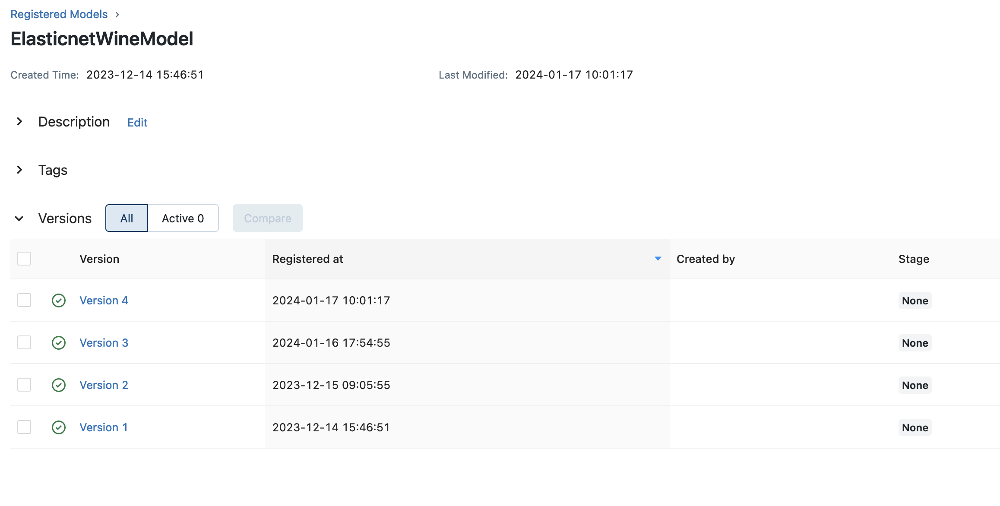 Registered Models
ElasticnetWineModel
Created Time: 2023-12-14 15:46:51 Last Modified: 2024-01-17 10:01:17
Description Edit
Tags
Versions All Active 0 Compare
Version Registered at Created by Stage
Version 4 2024-01-17 10:01:17 None
Version 3 2024-01-16 17:54:55 None
Version 2 2023-12-15 09:05:55 None
Version 1 2023-12-14 15:46:51 None